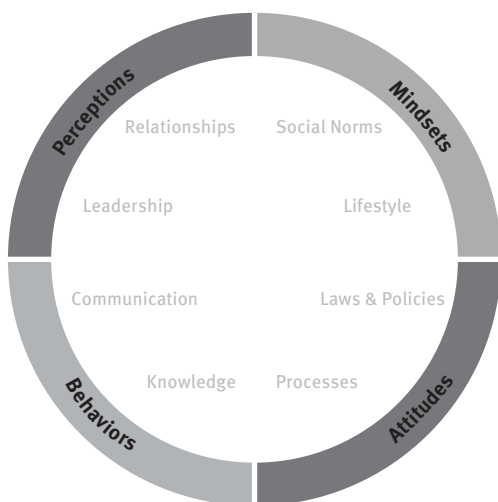 Perceptions
Mindsets
Relationships
Social Norms
Leadership
Lifestyle
Communication
Laws & Policies
Knowledge
Processes
Behaviors
Attitudes